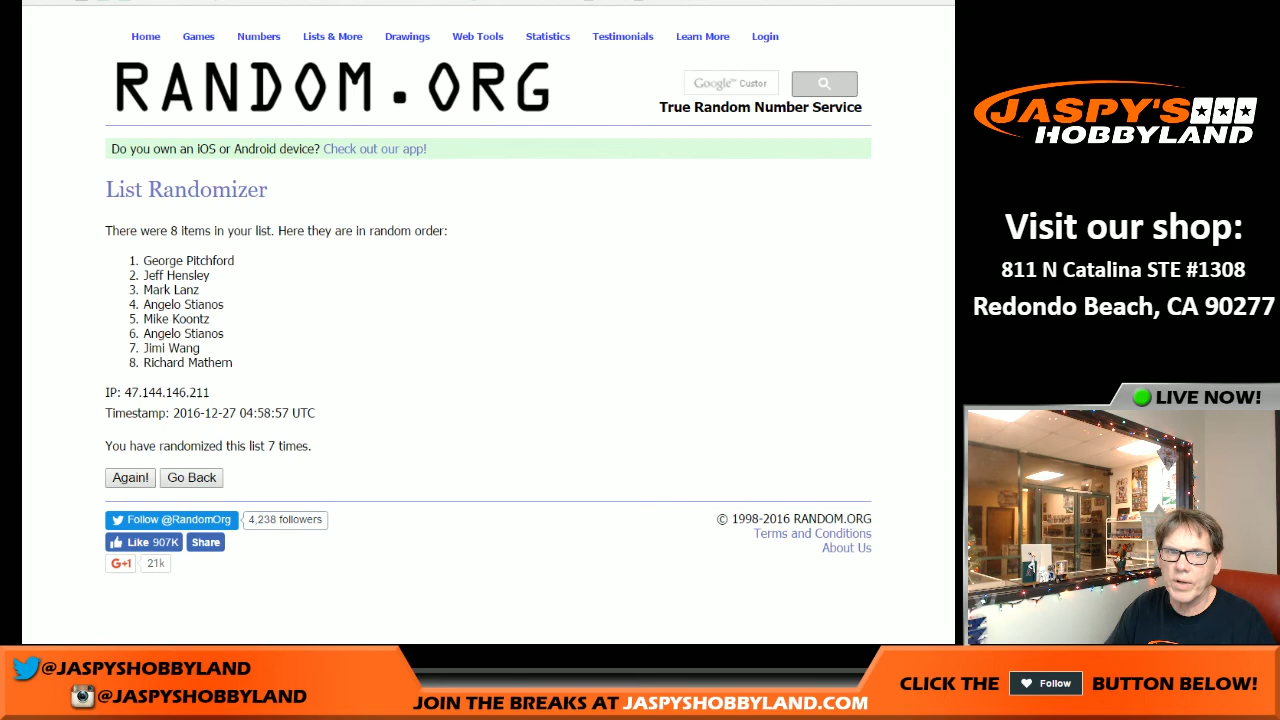 Home Games Numbers Lists & More Drawings Web Tools Statistics Testimonials Learn More Login
RANDOM.ORG
Google™ Custor
True Random Number Service
Do you own an iOS or Android device? Check out our app!
List Randomizer
There were 8 items in your list. Here they are in random order:
1. George Pitchford
2. Jeff Hensley
3. Mark Lanz
4. Angelo Stianos
5. Mike Koontz
6. Angelo Stianos
7. Jimi Wang
8. Richard Mathern
IP: 47.144.146.211
Timestamp: 2016-12-27 04:58:57 UTC
You have randomized this list 7 times.
Again! Go Back
Follow @RandomOrg 4,238 followers
Like 907K Share
G+1 21k
© 1998-2016 RANDOM.ORG
Terms and Conditions
About Us
JASPY'S
HOBBYLAND
Visit our shop:
811 N Catalina STE #1308
Redondo Beach, CA 90277
LIVE NOW!
@JASPYSHOBBYLAND
@JASPYSHOBBYLAND
JOIN THE BREAKS AT JASPYSHOBBYLAND.COM
CLICK THE Follow BUTTON BELOW!